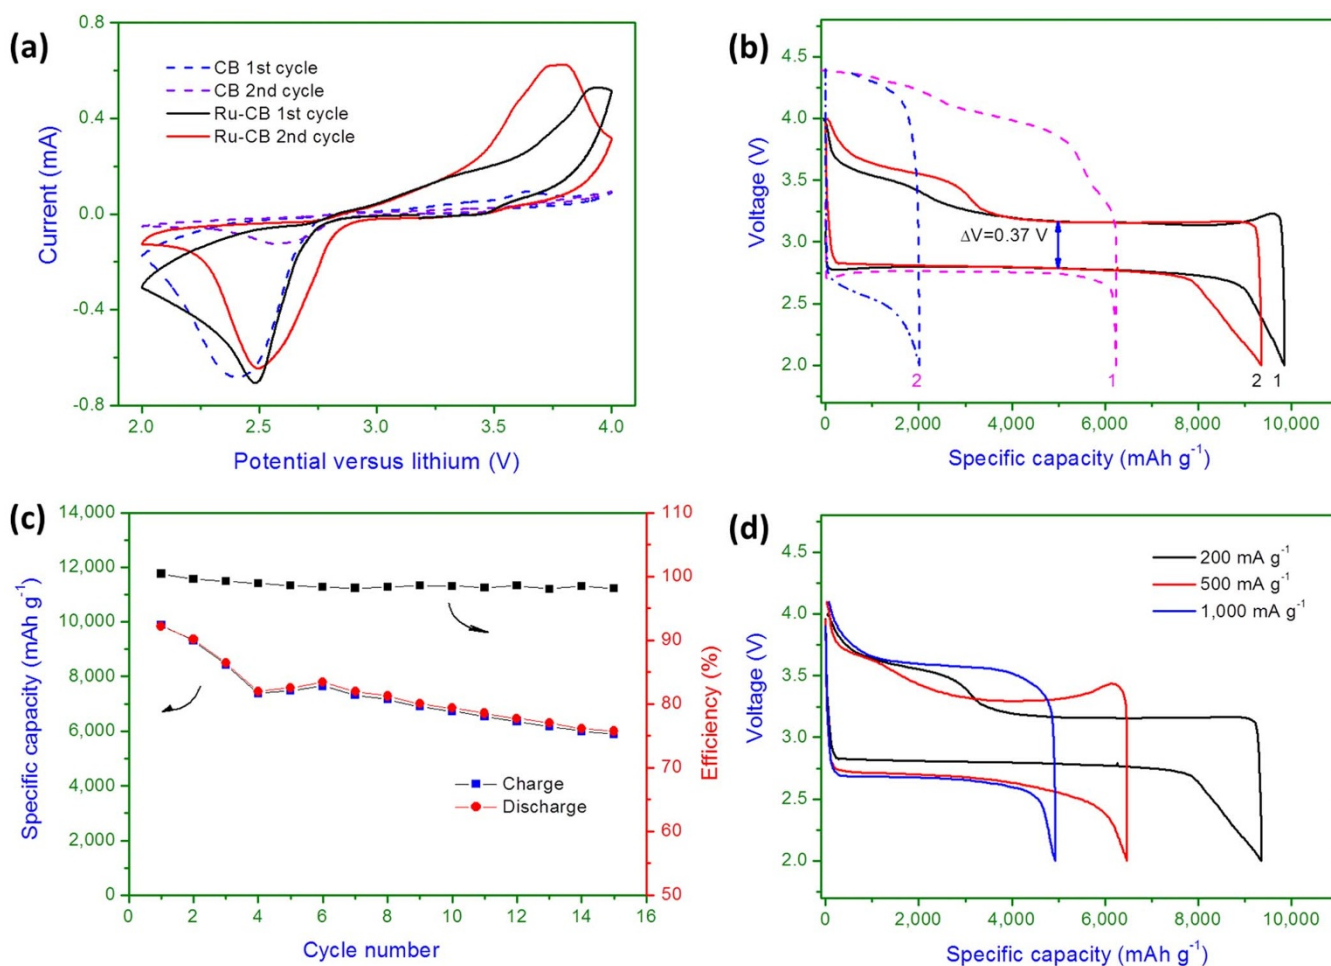 (a)
0.8
0.4
0.0
-0.4
-0.8
Current (mA)
CB 1st cycle
CB 2nd cycle
Ru-CB 1st cycle
Ru-CB 2nd cycle
2.0 2.5 3.0 3.5 4.0
Potential versus lithium (V)
(b)
4.5
4.0
3.5
3.0
2.5
2.0
Voltage (V)
ΔV=0.37 V
2 1 2 1
0 2,000 4,000 6,000 8,000 10,000
Specific capacity (mAh g⁻¹)
(c)
14,000
12,000
10,000
8,000
6,000
4,000
2,000
0
Specific capacity (mAh g⁻¹)
110
100
90
80
70
60
50
Efficiency (%)
Charge
Discharge
0 2 4 6 8 10 12 14 16
Cycle number
(d)
4.5
4.0
3.5
3.0
2.5
2.0
Voltage (V)
200 mA g⁻¹
500 mA g⁻¹
1,000 mA g⁻¹
0 2,000 4,000 6,000 8,000 10,000
Specific capacity (mAh g⁻¹)